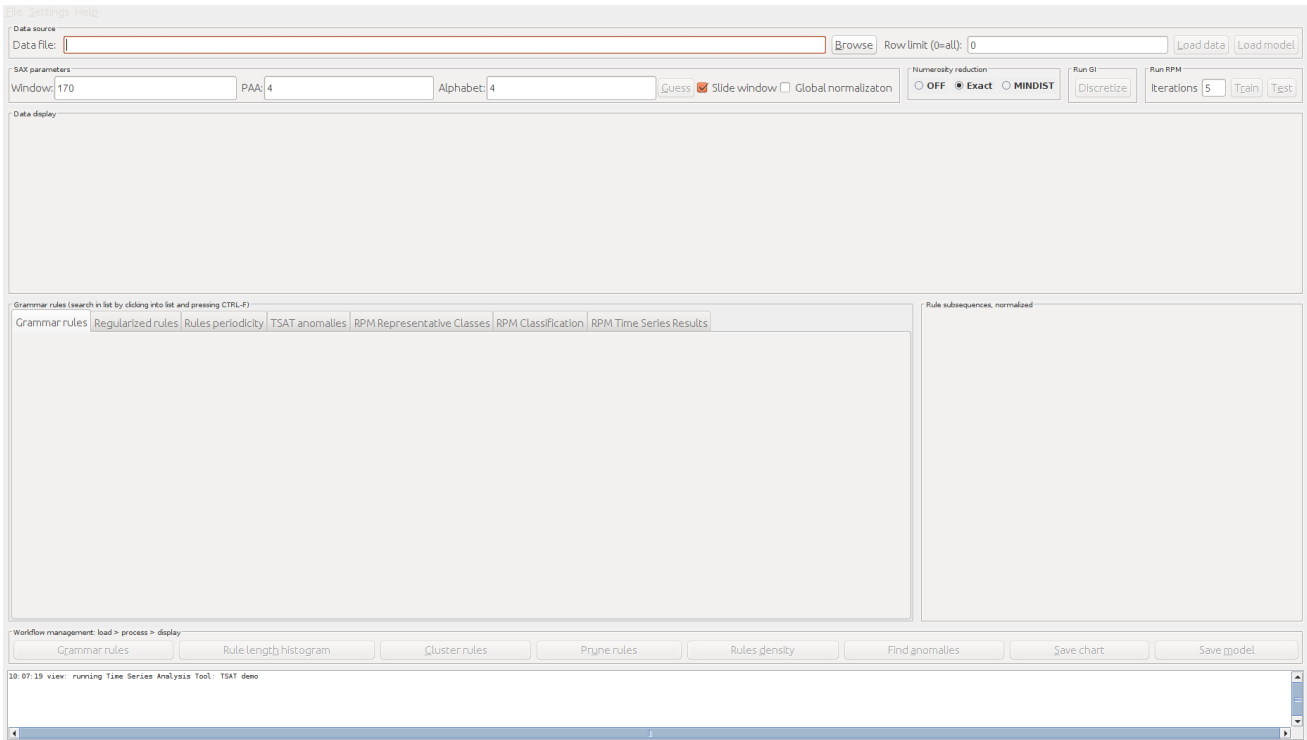 File Settings Help
Data source
Data file: Browse Row limit (0=all): 0 Load data Load model
SAX parameters Numerosity reduction Run GI Run RPM
Window: 170 PAA: 4 Alphabet: 4 Guess Slide window Global normalizaton OFF Exact MINDIST Discretize Iterations 5 Train Test
Data display
Grammar rules (search in list by clicking into list and pressing CTRL-F) Rule subsequences, normalized
Grammar rules Regularized rules Rules periodicity TSAT anomalies RPM Representative Classes RPM Classification RPM Time Series Results
Workflow management: load > process > display
Grammar rules Rule length histogram Cluster rules Prune rules Rules density Find anomalies Save chart Save model
10:07:19 view: running Time Series Analysis Tool: TSAT demo